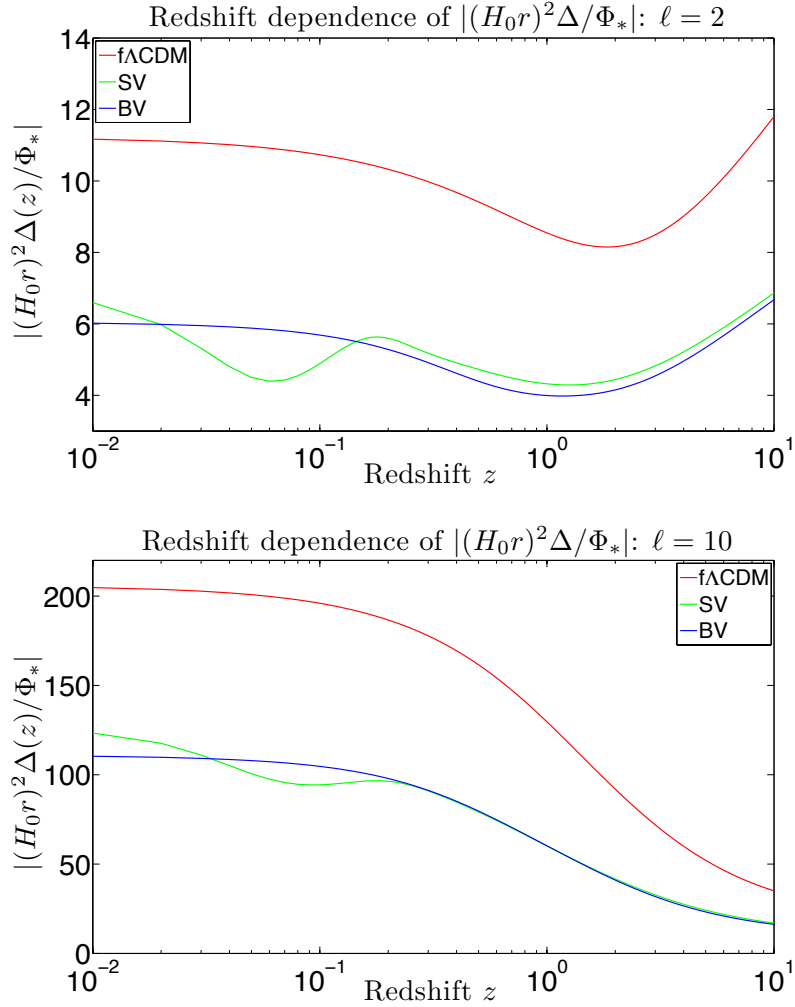 Redshift dependence of |(H₀r)²Δ/Φ*|: ℓ = 2
14
12
10
8
6
4
|(H₀r)²Δ(z)/Φ*|
fΛCDM
SV
BV
10⁻² 10⁻¹ 10⁰ 10¹
Redshift z
Redshift dependence of |(H₀r)²Δ/Φ*|: ℓ = 10
200
150
100
50
0
|(H₀r)²Δ(z)/Φ*|
fΛCDM
SV
BV
10⁻² 10⁻¹ 10⁰ 10¹
Redshift z